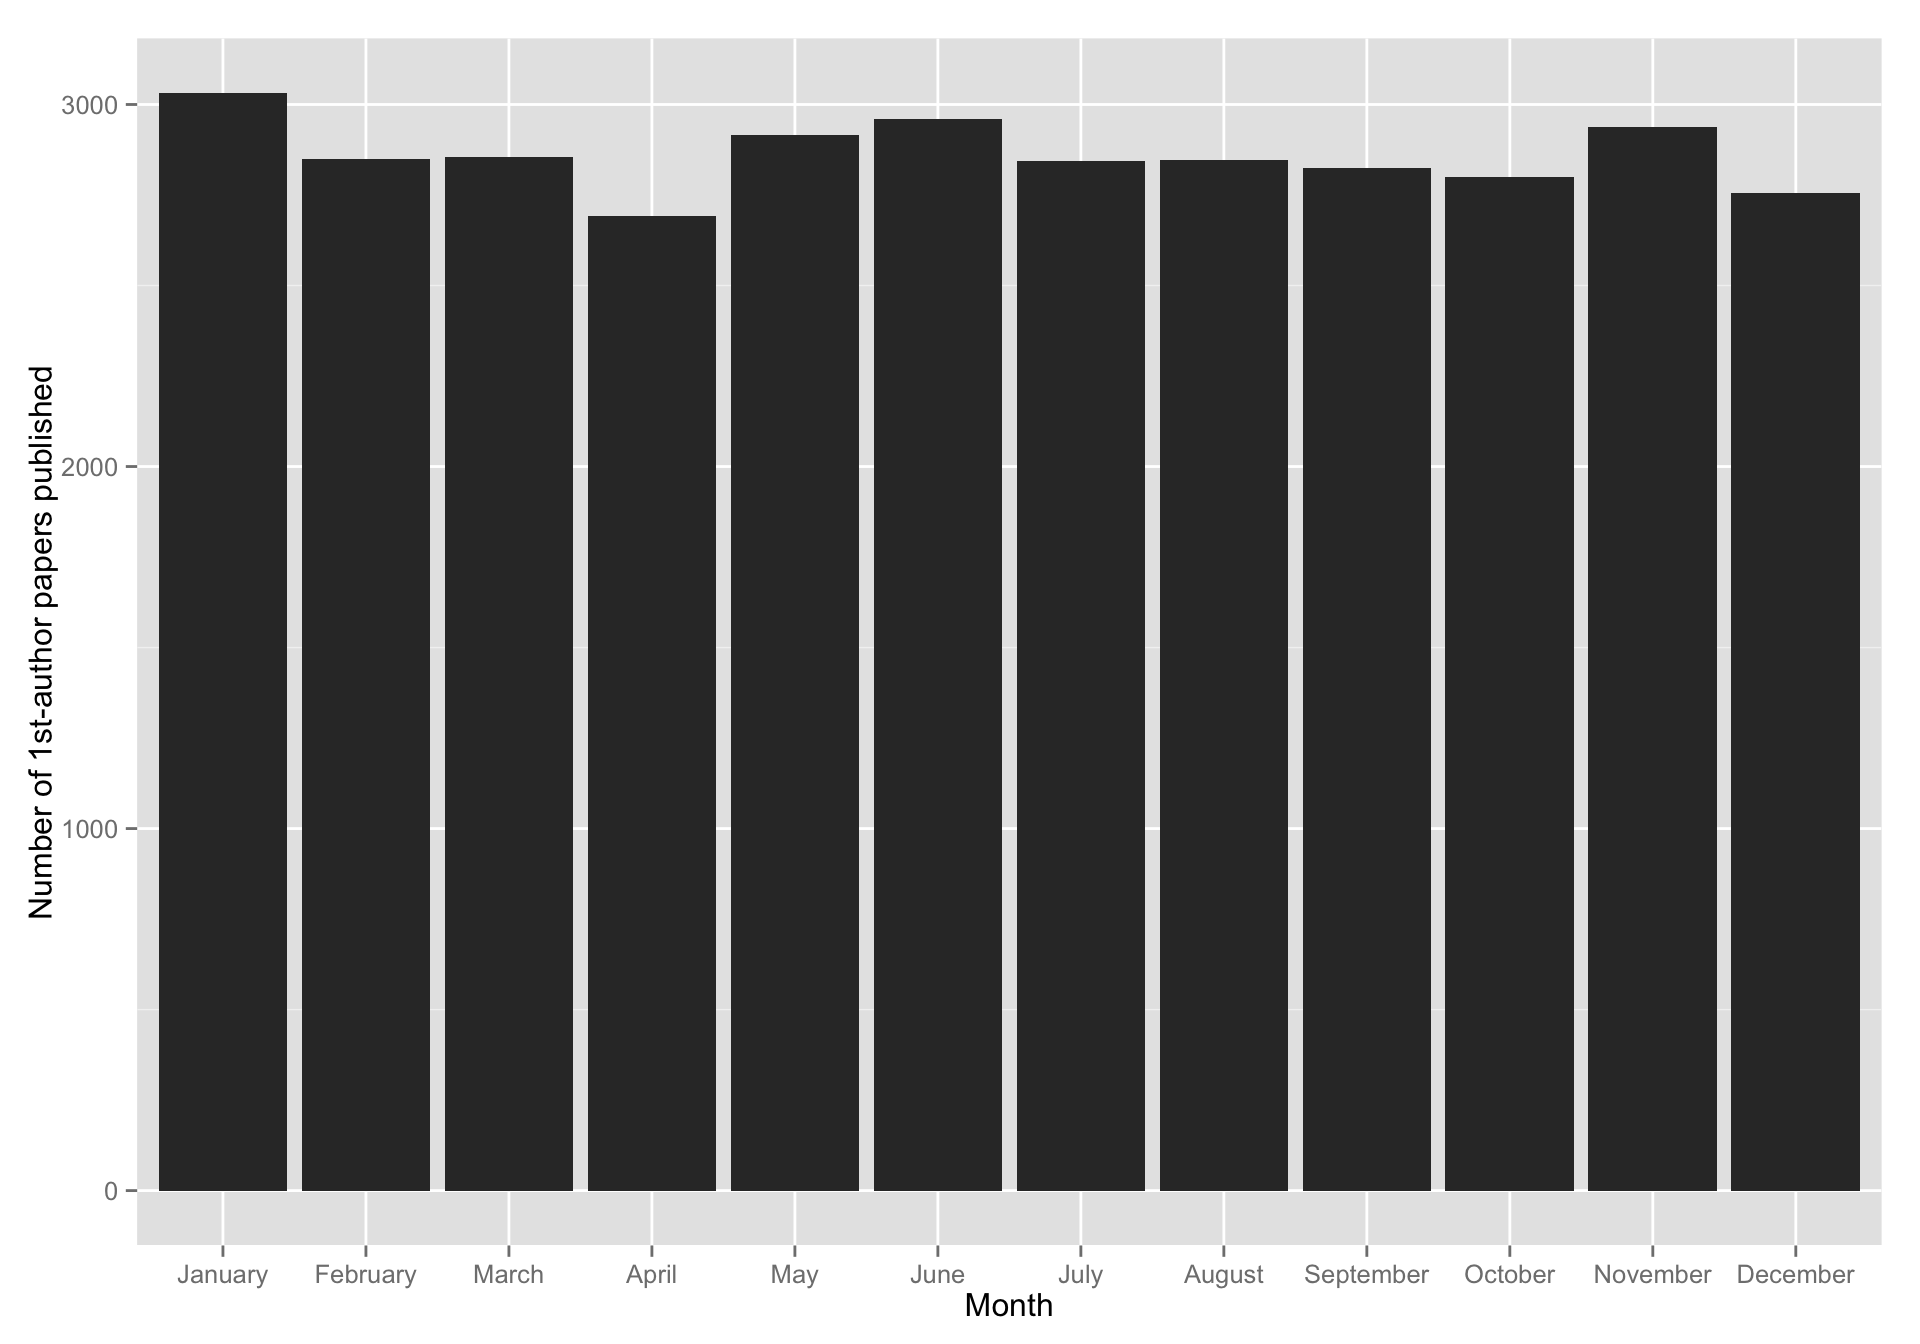 Number of 1st-author papers published
3000
2000
1000
0
January February March April May June July August September October November December
Month